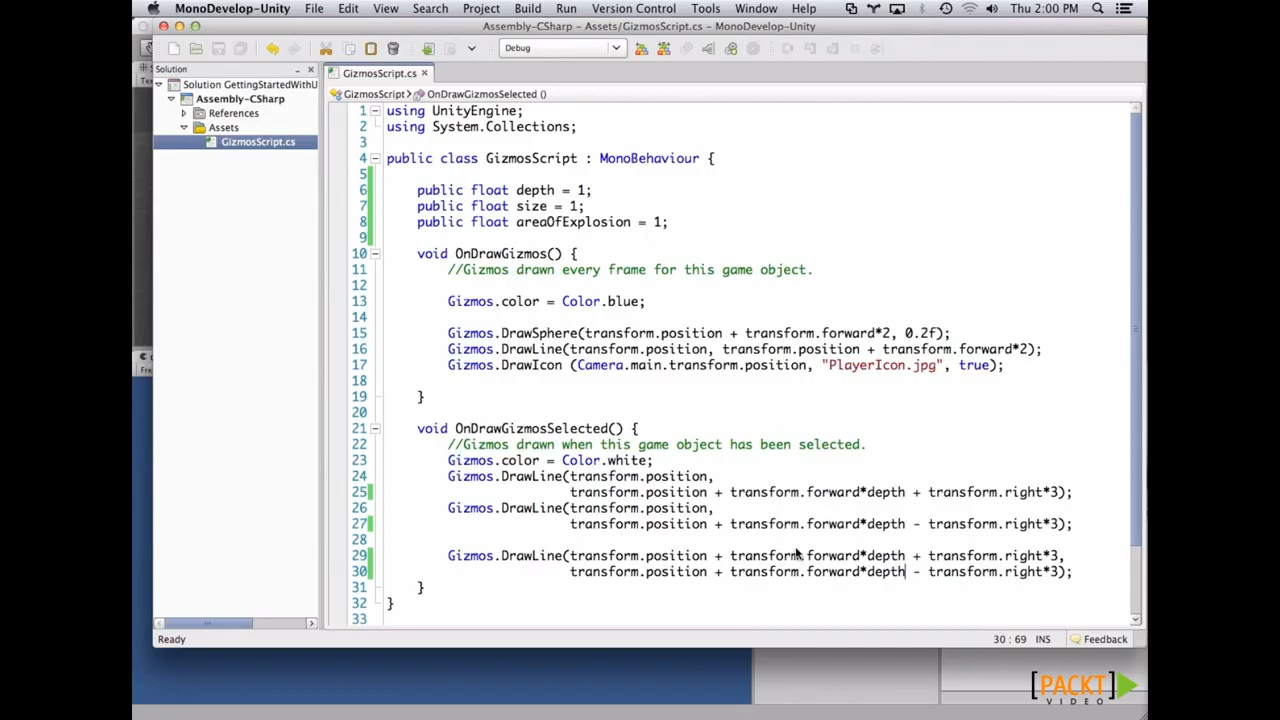 MonoDevelop-Unity File Edit View Search Project Build Run Version Control Tools Window Help Thu 2:00 PM
Assembly-CSharp - Assets/GizmosScript.cs - MonoDevelop-Unity
Debug
Solution
GizmosScript.cs
Solution GettingStartedWithU
GizmosScript OnDrawGizmosSelected ()
Assembly-CSharp
References
Assets
GizmosScript.cs
1 using UnityEngine;
2 using System.Collections;
3
4 public class GizmosScript : MonoBehaviour {
5
6 public float depth = 1;
7 public float size = 1;
8 public float areaOfExplosion = 1;
9
10 void OnDrawGizmos() {
11 //Gizmos drawn every frame for this game object.
12
13 Gizmos.color = Color.blue;
14
15 Gizmos.DrawSphere(transform.position + transform.forward*2, 0.2f);
16 Gizmos.DrawLine(transform.position, transform.position + transform.forward*2);
17 Gizmos.DrawIcon (Camera.main.transform.position, "PlayerIcon.jpg", true);
18
19 }
20
21 void OnDrawGizmosSelected() {
22 //Gizmos drawn when this game object has been selected.
23 Gizmos.color = Color.white;
24 Gizmos.DrawLine(transform.position,
25 transform.position + transform.forward*depth + transform.right*3);
26 Gizmos.DrawLine(transform.position,
27 transform.position + transform.forward*depth - transform.right*3);
28
29 Gizmos.DrawLine(transform.position + transform.forward*depth + transform.right*3,
30 transform.position + transform.forward*depth - transform.right*3);
31 }
32 }
33
Ready 30 : 69 INS Feedback
[PACKT]
VIDEO